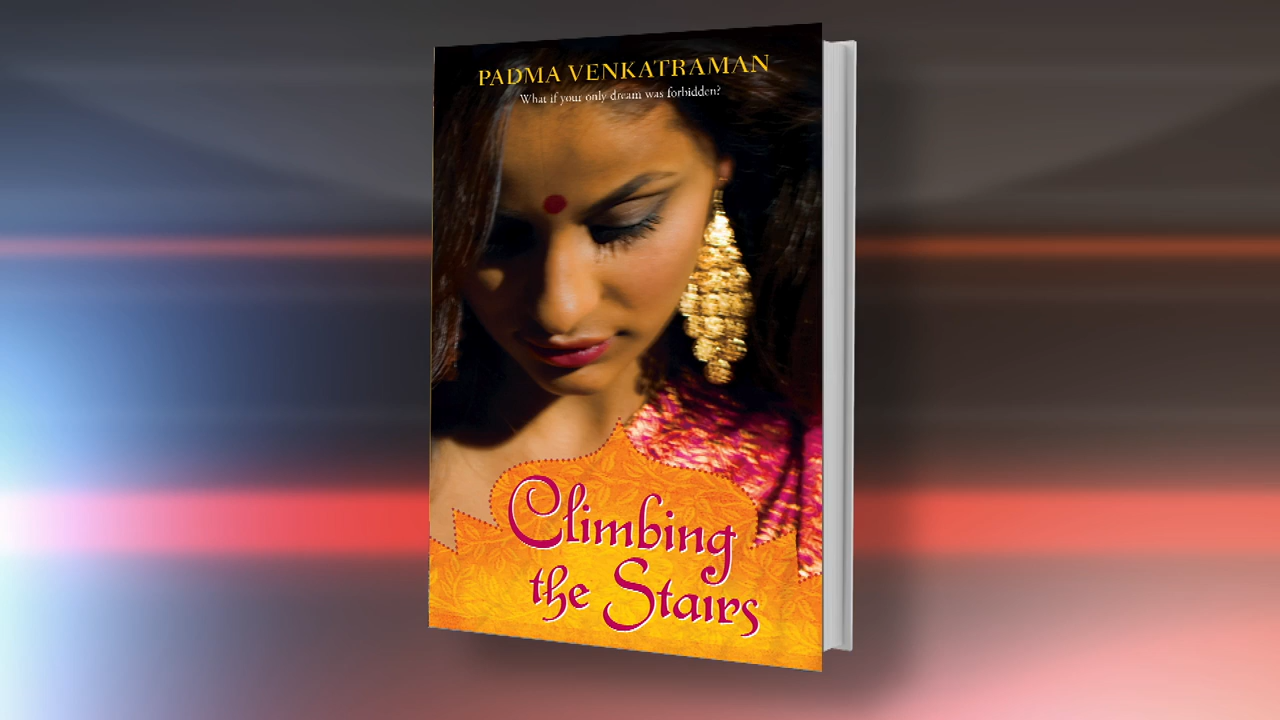 PADMA VENKATRAMAN
What if your only dream was forbidden?
Climbing
the Stairs